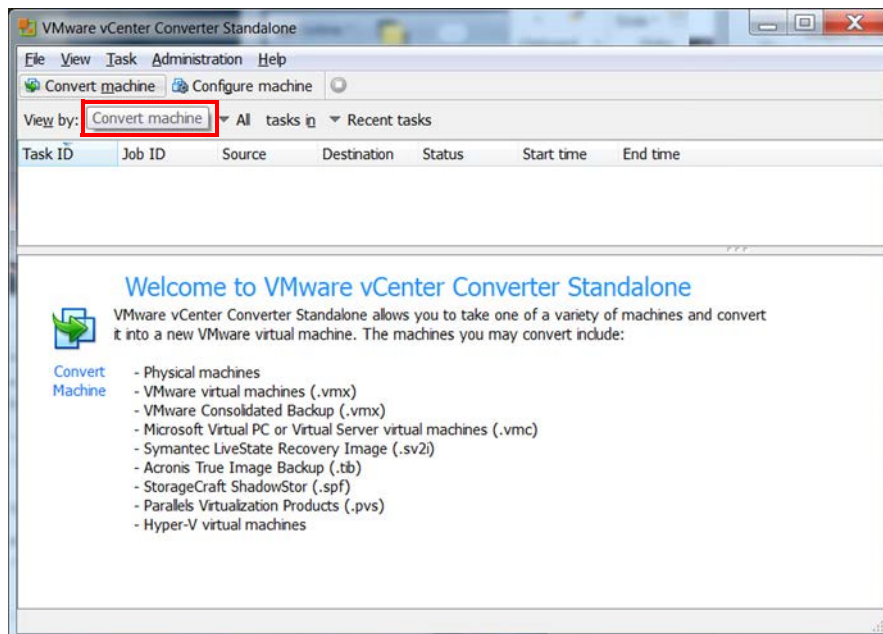 VMware vCenter Converter Standalone
File View Task Administration Help
Convert machine Configure machine
View by: Convert machine All tasks in Recent tasks
Task ID Job ID Source Destination Status Start time End time
Welcome to VMware vCenter Converter Standalone
VMware vCenter Converter Standalone allows you to take one of a variety of machines and convert
it into a new VMware virtual machine. The machines you may convert include:
Convert
Machine
- Physical machines
- VMware virtual machines (.vmx)
- VMware Consolidated Backup (.vmx)
- Microsoft Virtual PC or Virtual Server virtual machines (.vmc)
- Symantec LiveState Recovery Image (.sv2i)
- Acronis True Image Backup (.tib)
- StorageCraft ShadowStor (.spf)
- Parallels Virtualization Products (.pvs)
- Hyper-V virtual machines